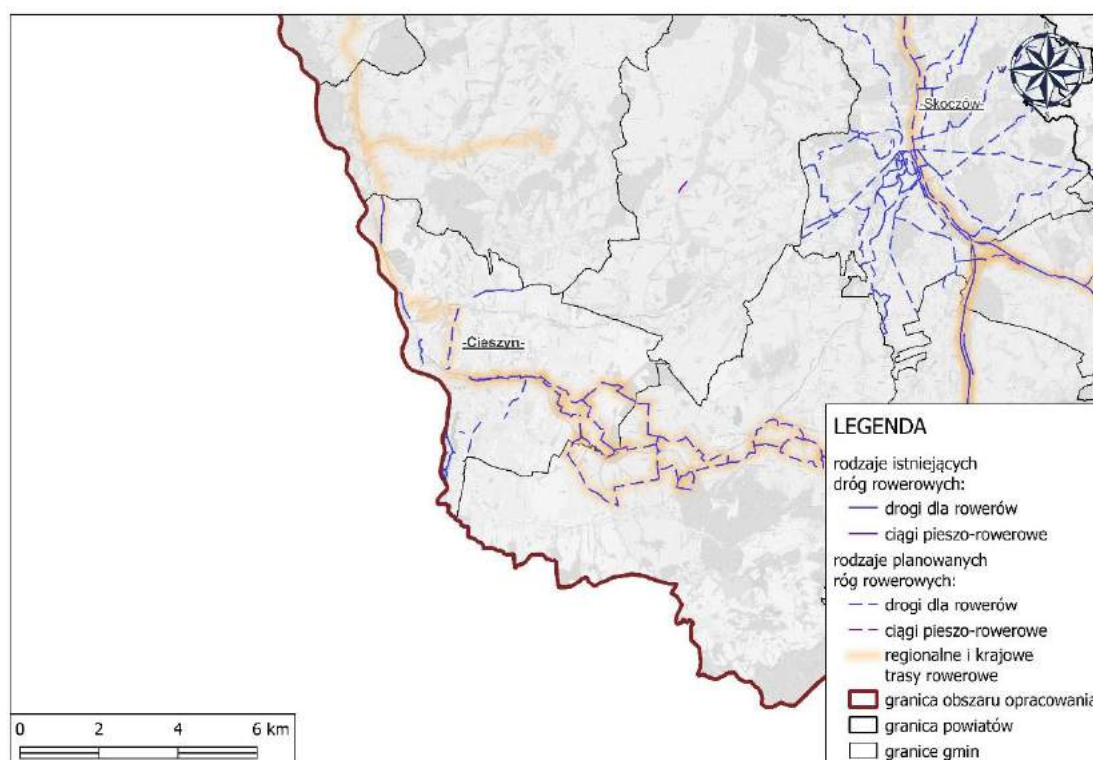 -Skoczów-
-Cieszyn-
LEGENDA
rodzaje istniejących
dróg rowerowych:
drogi dla rowerów
ciągi pieszo-rowerowe
rodzaje planowanych
róg rowerowych:
drogi dla rowerów
ciągi pieszo-rowerowe
regionalne i krajowe
trasy rowerowe
granica obszaru opracowania
granica powiatów
granice gmin
0 2 4 6 km